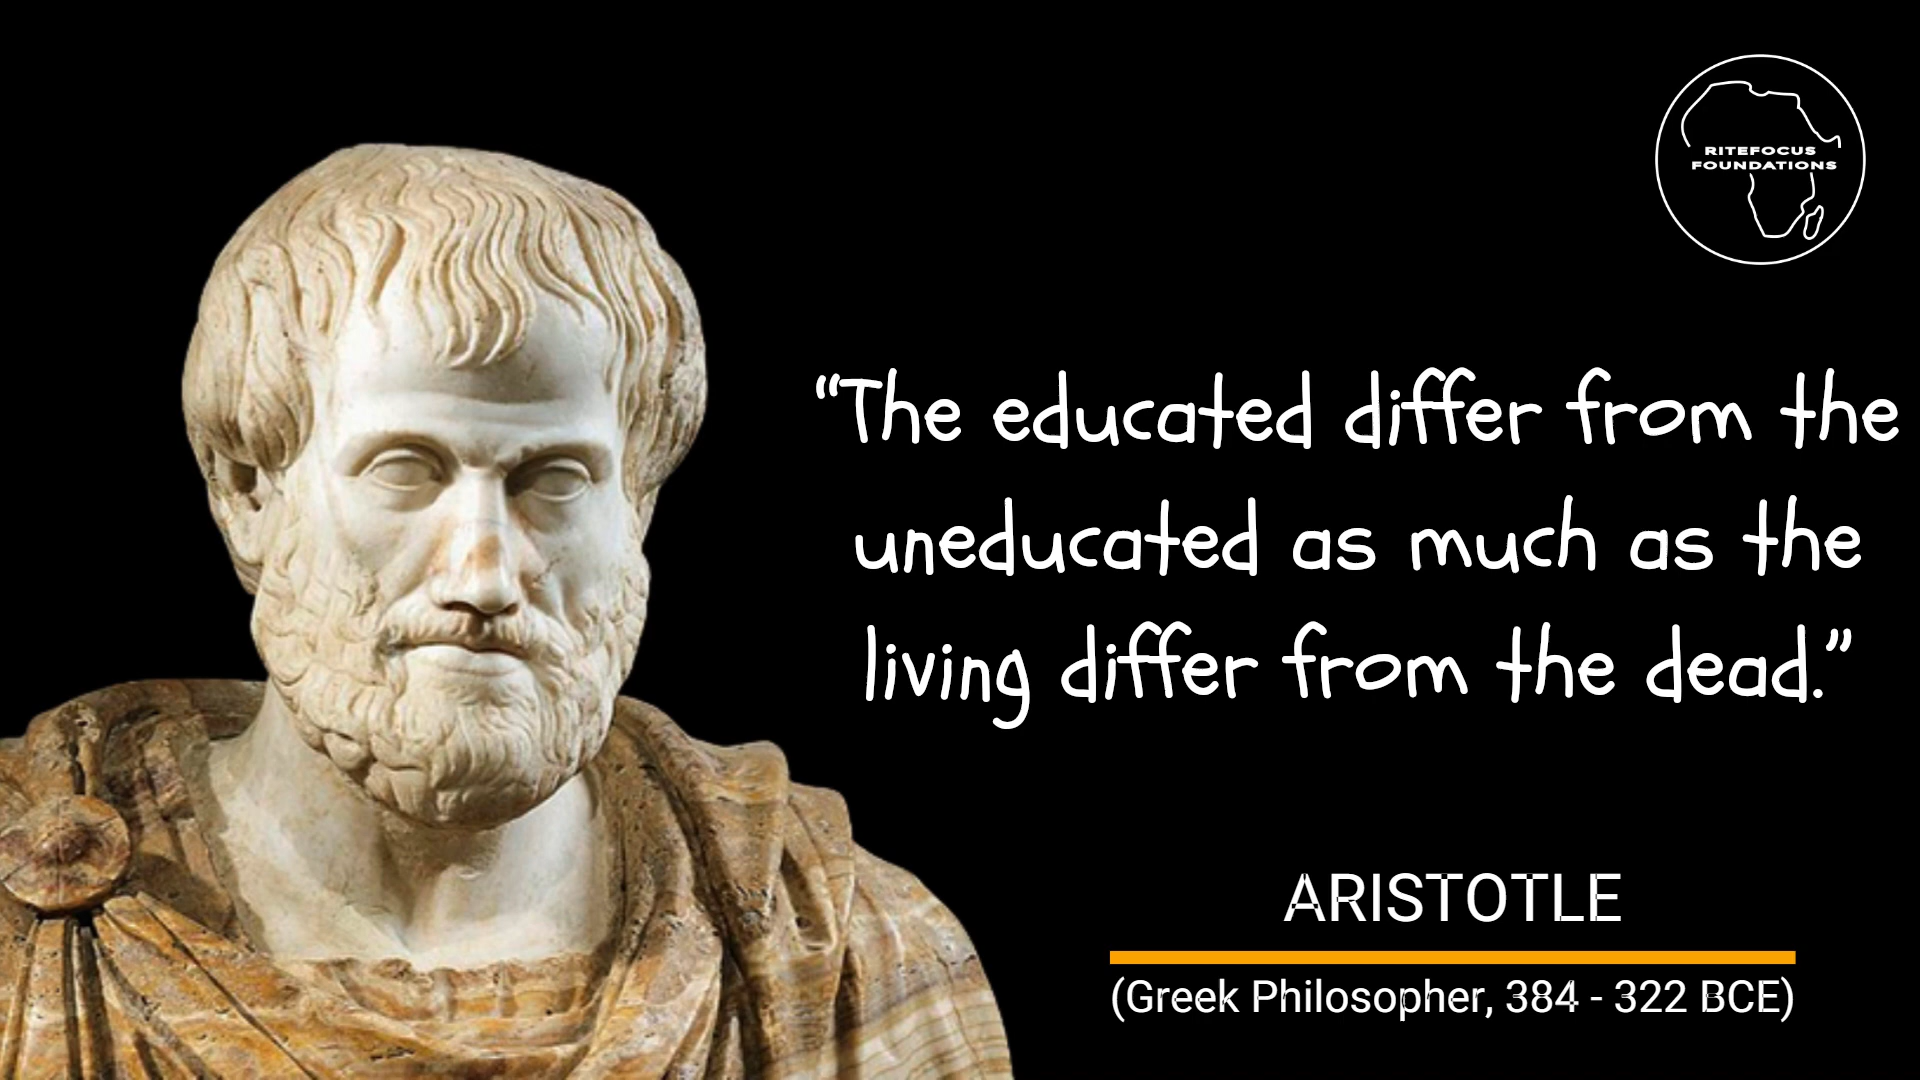 RITEFOCUS
FOUNDATIONS
“The educated differ from the
uneducated as much as the
living differ from the dead.”
ARISTOTLE
(Greek Philosopher, 384 - 322 BCE)